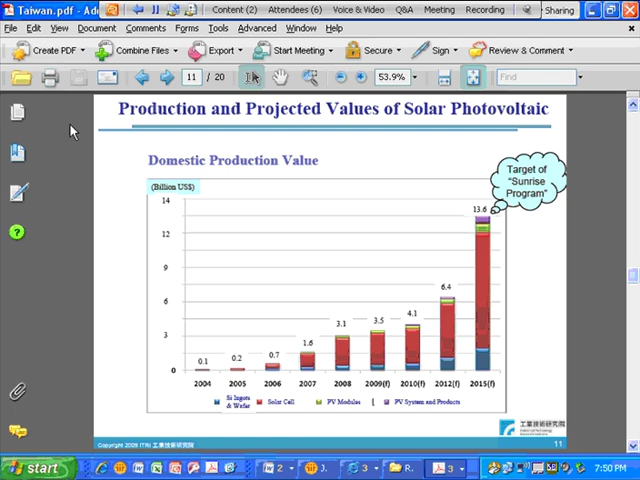 Taiwan.pdf - Ado
Content (2) Attendees (6) Voice & Video Q&A Meeting Recording Sharing
File Edit View Document Comments Forms Tools Advanced Window Help
Create PDF Combine Files Export Start Meeting Secure Sign Review & Comment
11 / 20 53.9% Find
Production and Projected Values of Solar Photovoltaic
Domestic Production Value
Target of
"Sunrise
Program"
(Billion US$)
14
12
9
6
3
0
0.1
0.2
0.7
1.6
3.1
3.5
4.1
6.4
13.6
2004 2005 2006 2007 2008 2009(f) 2010(f) 2012(f) 2015(f)
Si Ingots
& Wafer
Solar Cell
PV Modules
PV System and Products
工業技術研究院
Copyright 2009 ITRI 工業技術研究院
11
start
2
J.
3
R.
3
7:50 PM